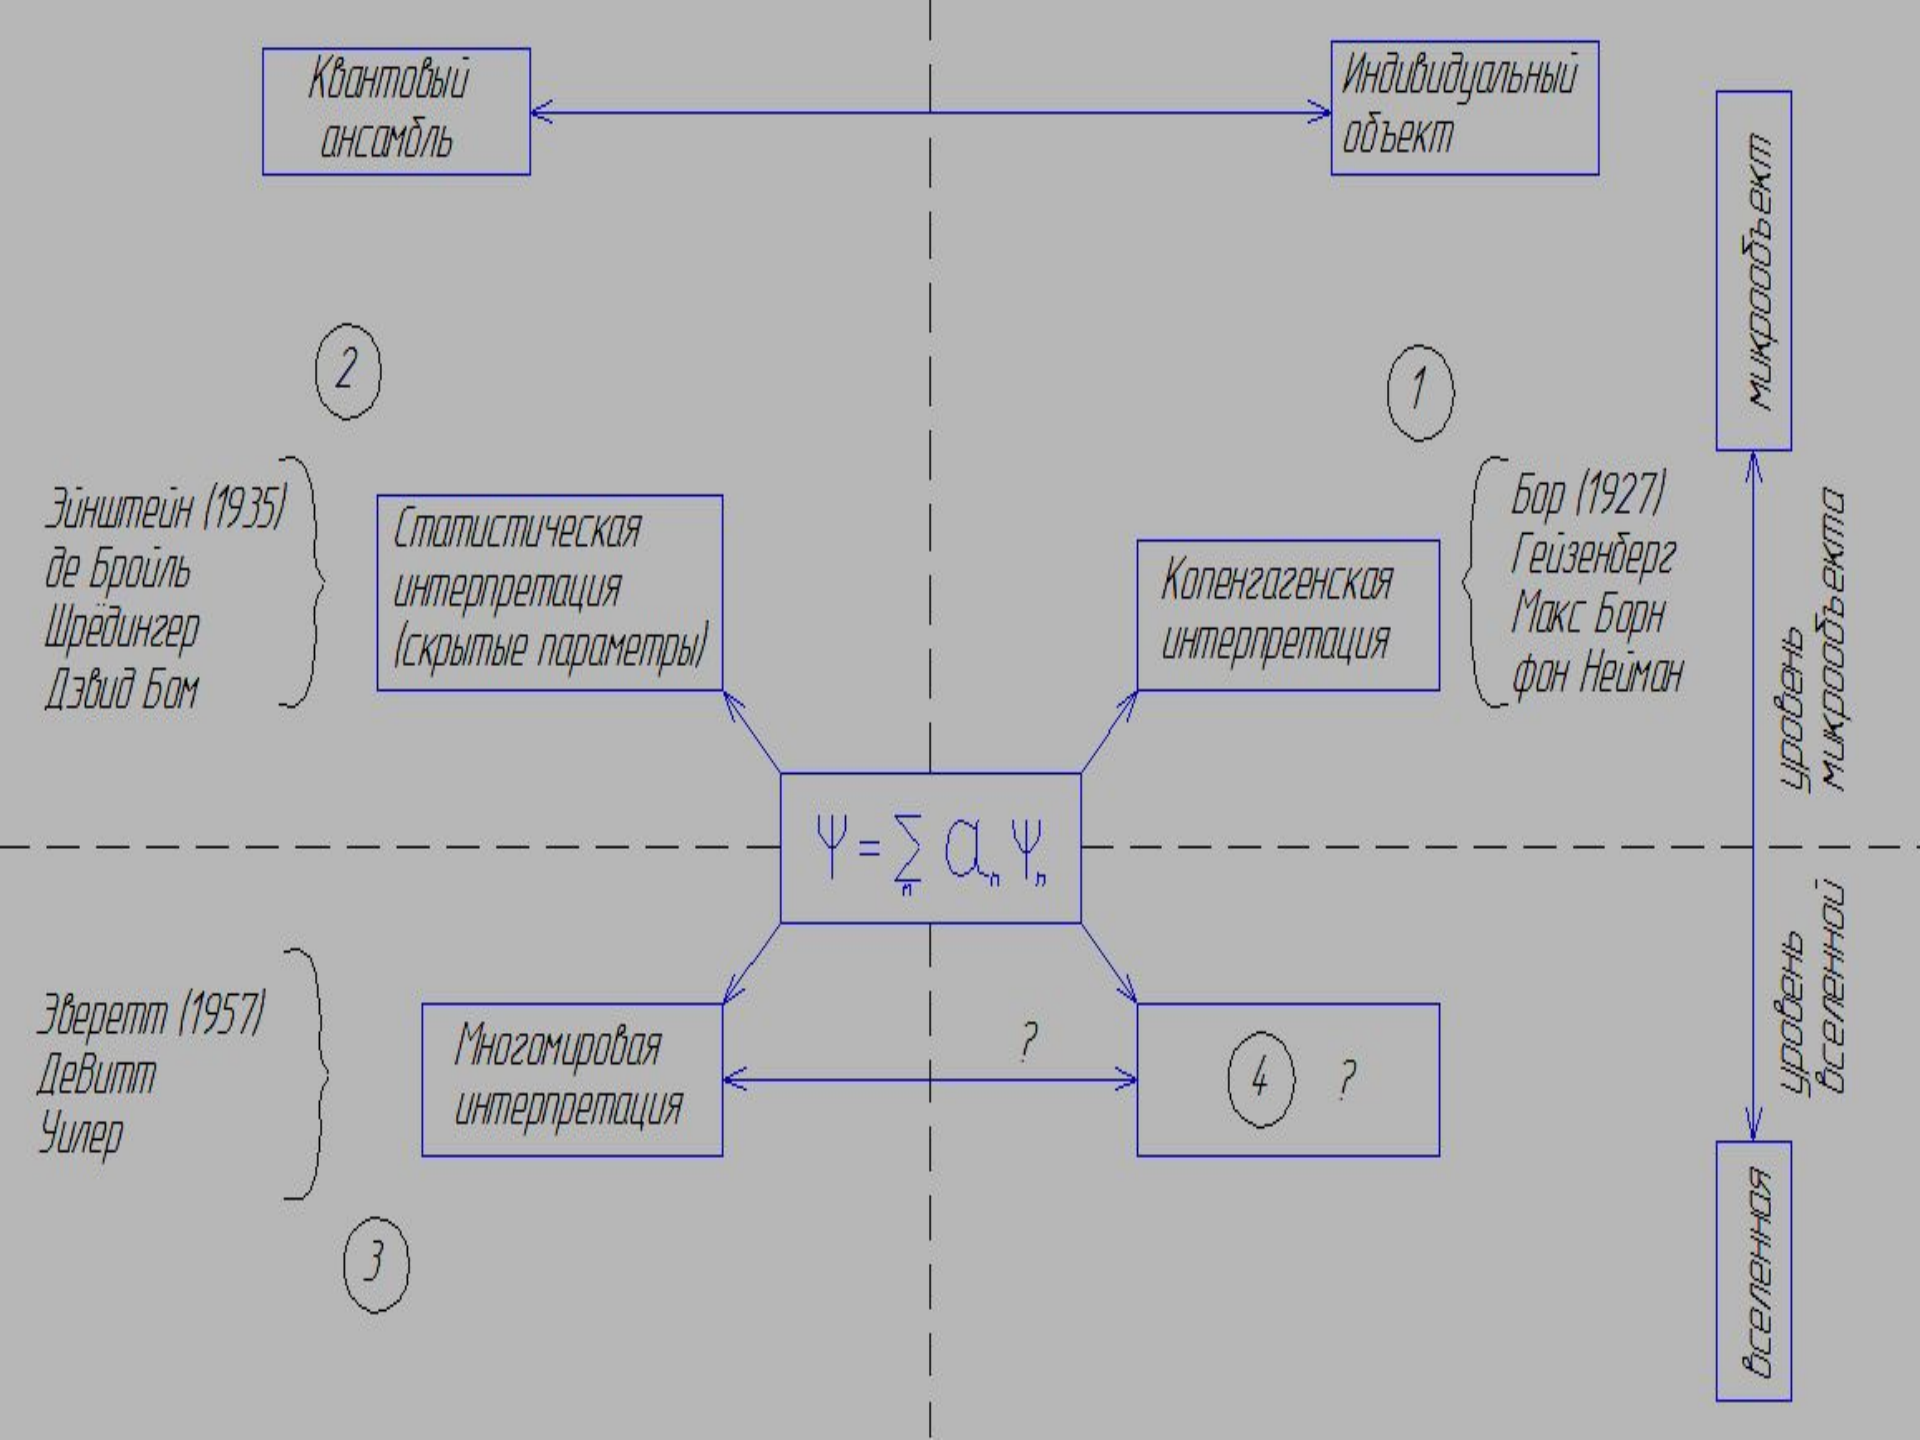 Квантовый
ансамбль
Индивидуальный
объект
микробъект
2
1
Эйнштейн (1935)
де Бройль
Шрёдингер
Дэвид Бом
Статистическая
интерпретация
(скрытые параметры)
Копенгагенская
интерпретация
Бор (1927)
Гейзенберг
Макс Борн
фон Нейман
уровень
микробъекта
Ψ = ∑ₙ aₙ Ψₙ
уровень
вселенной
Эверетт (1957)
ДеВитт
Уилер
Многомировая
интерпретация
?
4 ?
3
вселенная